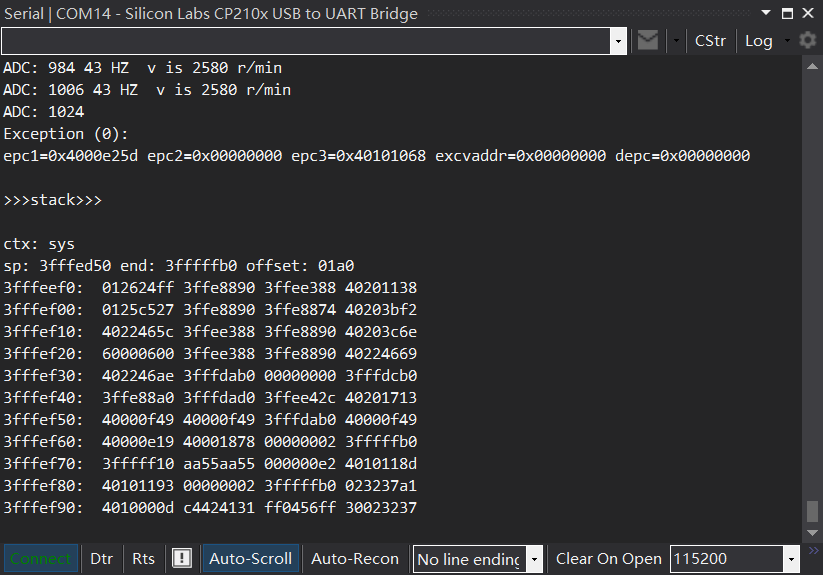 Serial | COM14 - Silicon Labs CP210x USB to UART Bridge
CStr Log
ADC: 984 43 HZ  v is 2580 r/min
ADC: 1006 43 HZ  v is 2580 r/min
ADC: 1024
Exception (0):
epc1=0x4000e25d epc2=0x00000000 epc3=0x40101068 excvaddr=0x00000000 depc=0x00000000
>>>stack>>>
ctx: sys
sp: 3fffed50 end: 3fffffb0 offset: 01a0
3fffeef0:  012624ff 3ffe8890 3ffee388 40201138
3fffef00:  0125c527 3ffe8890 3ffe8874 40203bf2
3fffef10:  4022465c 3ffee388 3ffe8890 40203c6e
3fffef20:  60000600 3ffee388 3ffe8890 40224669
3fffef30:  402246ae 3fffdab0 00000000 3fffdcb0
3fffef40:  3ffe88a0 3fffdad0 3ffee42c 40201713
3fffef50:  40000f49 40000f49 3fffdab0 40000f49
3fffef60:  40000e19 40001878 00000002 3fffffb0
3fffef70:  3fffff10 aa55aa55 000000e2 4010118d
3fffef80:  40101193 00000002 3fffffb0 023237a1
3fffef90:  4010000d c4424131 ff0456ff 30023237
Connect Dtr Rts Auto-Scroll Auto-Recon No line ending Clear On Open 115200